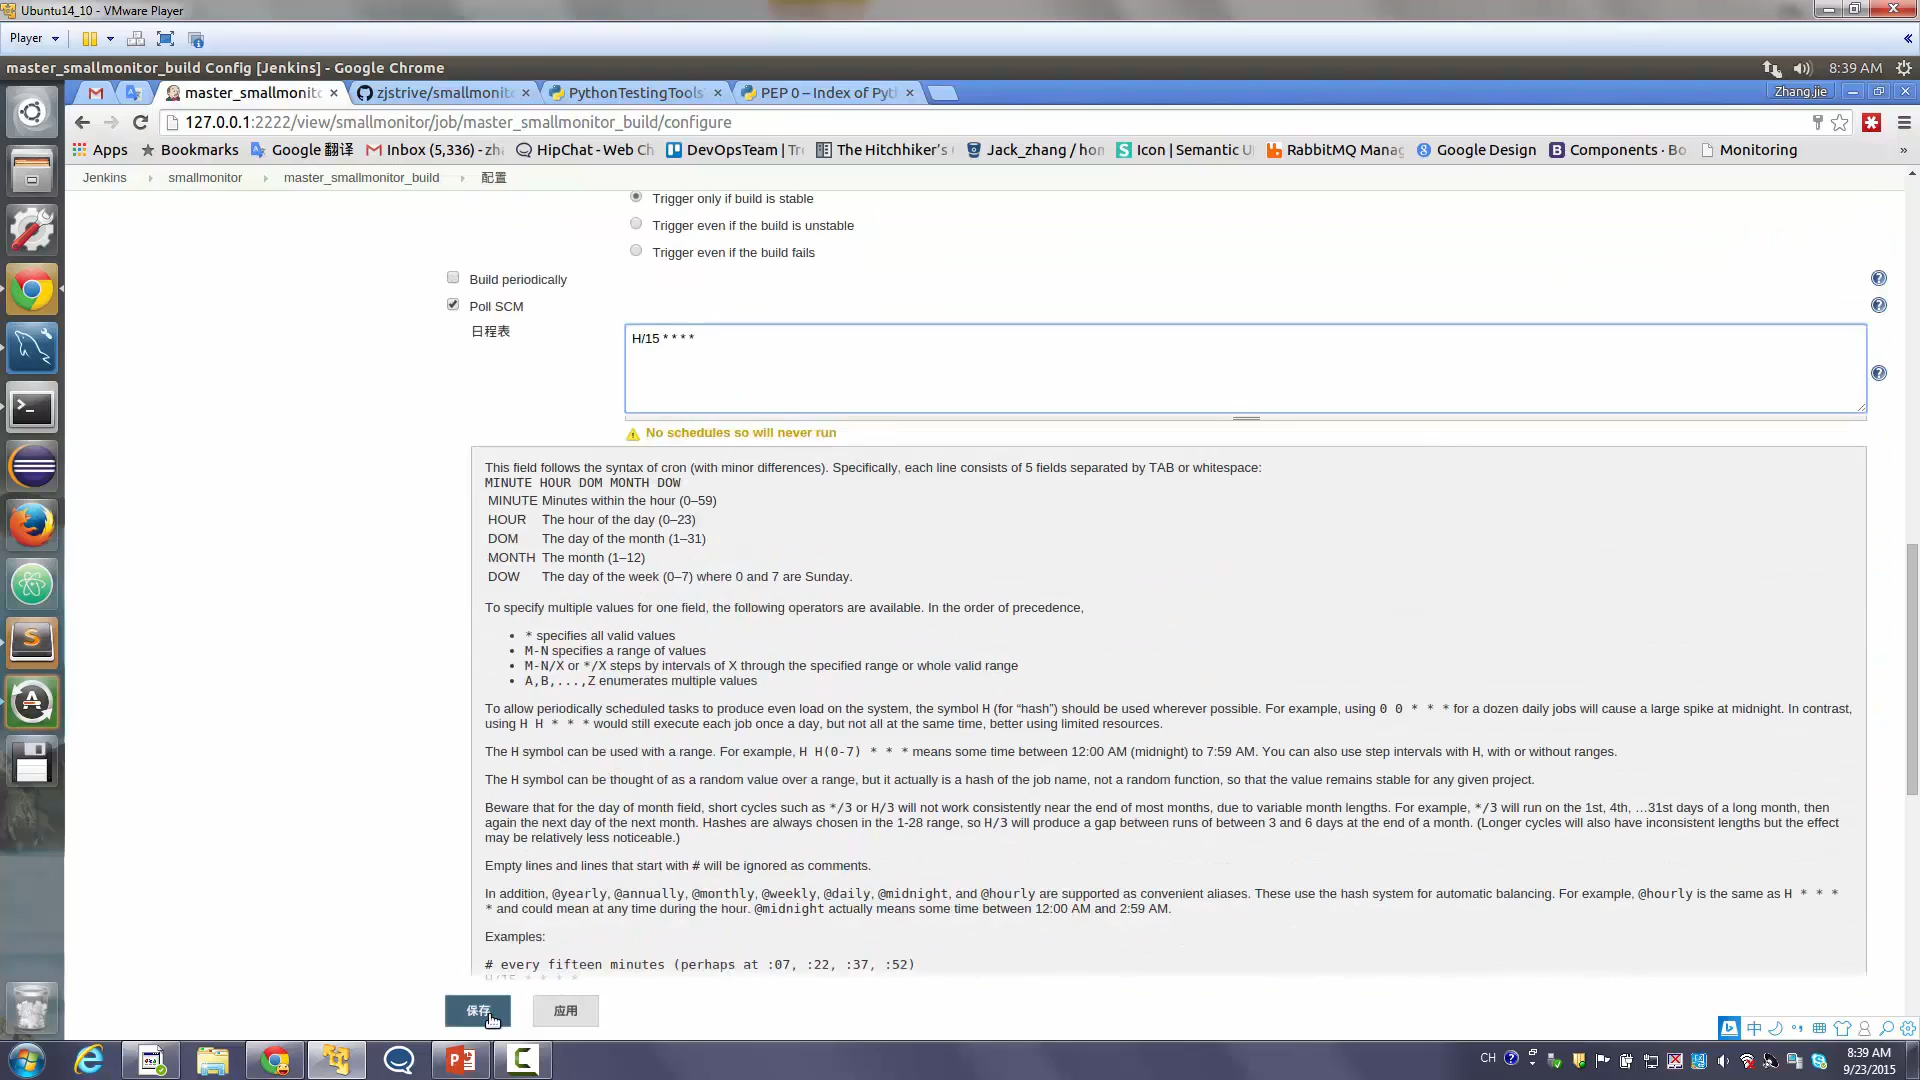 Ubuntu14_10 - VMware Player
Player
master_smallmonitor_build Config [Jenkins] - Google Chrome
8:39 AM
master_smallmonit
zjstrive/smallmonito
PythonTestingTools
PEP 0 – Index of Pyt
Zhang.jie
127.0.0.1:2222/view/smallmonitor/job/master_smallmonitor_build/configure
Apps
Bookmarks
Google 翻译
Inbox (5,336) - zh
HipChat - Web C
DevOpsTeam | Tr
The Hitchhiker's
Jack_zhang / hon
Icon | Semantic U
RabbitMQ Manag
Google Design
Components · Bo
Monitoring
»
Jenkins
smallmonitor
master_smallmonitor_build
配置
Trigger only if build is stable
Trigger even if the build is unstable
Trigger even if the build fails
Build periodically
Poll SCM
日程表
H/15 * * * *
No schedules so will never run
This field follows the syntax of cron (with minor differences). Specifically, each line consists of 5 fields separated by TAB or whitespace:
MINUTE HOUR DOM MONTH DOW
MINUTE Minutes within the hour (0–59)
HOUR The hour of the day (0–23)
DOM The day of the month (1–31)
MONTH The month (1–12)
DOW The day of the week (0–7) where 0 and 7 are Sunday.
To specify multiple values for one field, the following operators are available. In the order of precedence,
• * specifies all valid values
• M-N specifies a range of values
• M-N/X or */X steps by intervals of X through the specified range or whole valid range
• A,B,...,Z enumerates multiple values
To allow periodically scheduled tasks to produce even load on the system, the symbol H (for “hash”) should be used wherever possible. For example, using 0 0 * * * for a dozen daily jobs will cause a large spike at midnight. In contrast,
using H H * * * would still execute each job once a day, but not all at the same time, better using limited resources.
The H symbol can be used with a range. For example, H H(0-7) * * * means some time between 12:00 AM (midnight) to 7:59 AM. You can also use step intervals with H, with or without ranges.
The H symbol can be thought of as a random value over a range, but it actually is a hash of the job name, not a random function, so that the value remains stable for any given project.
Beware that for the day of month field, short cycles such as */3 or H/3 will not work consistently near the end of most months, due to variable month lengths. For example, */3 will run on the 1st, 4th, …31st days of a long month, then
again the next day of the next month. Hashes are always chosen in the 1-28 range, so H/3 will produce a gap between runs of between 3 and 6 days at the end of a month. (Longer cycles will also have inconsistent lengths but the effect
may be relatively less noticeable.)
Empty lines and lines that start with # will be ignored as comments.
In addition, @yearly, @annually, @monthly, @weekly, @daily, @midnight, and @hourly are supported as convenient aliases. These use the hash system for automatic balancing. For example, @hourly is the same as H * * *
* and could mean at any time during the hour. @midnight actually means some time between 12:00 AM and 2:59 AM.
Examples:
# every fifteen minutes (perhaps at :07, :22, :37, :52)
H/15 * * * *
保存
应用
中
CH
8:39 AM
9/23/2015